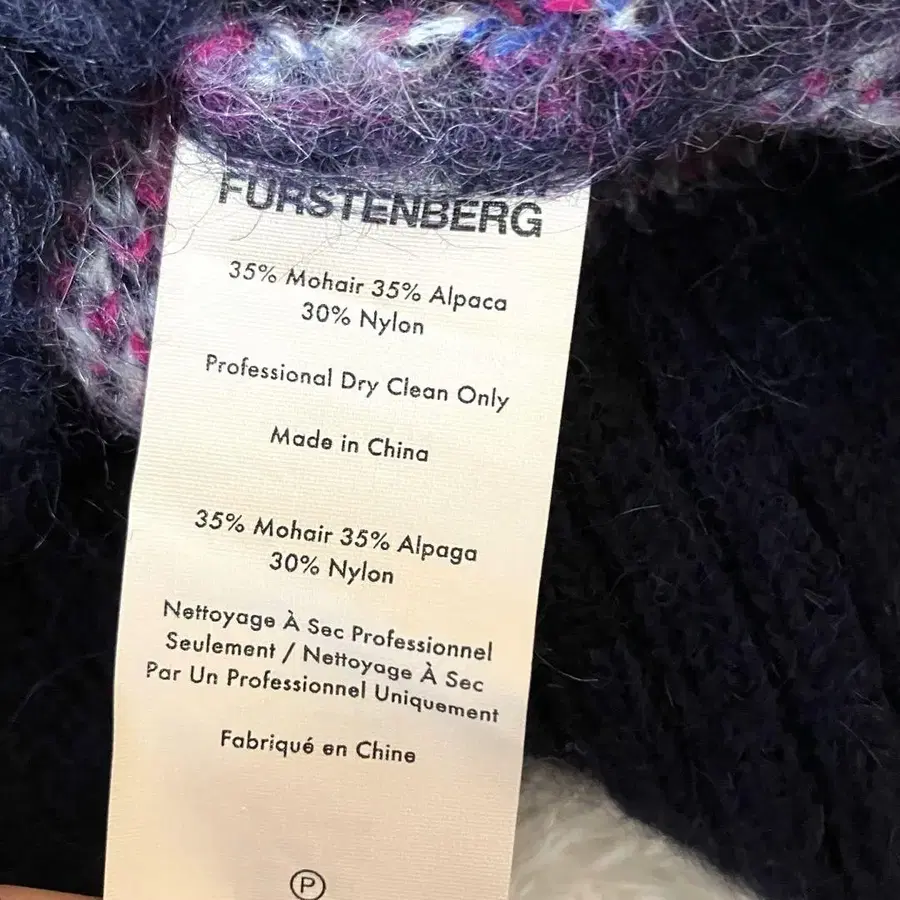 FURSTENBERG
35% Mohair 35% Alpaca
30% Nylon
Professional Dry Clean Only
Made in China
35% Mohair 35% Alpaga
30% Nylon
Nettoyage À Sec Professionnel
Seulement / Nettoyage À Sec
Par Un Professionnel Uniquement
Fabriqué en Chine
P